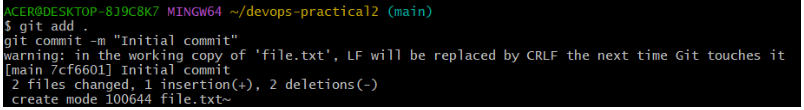 ACER@DESKTOP-8J9C8K7 MINGW64 ~/devops-practical2 (main)
$ git add .
git commit -m "Initial commit"
warning: in the working copy of 'file.txt', LF will be replaced by CRLF the next time Git touches it
[main 7cf6601] Initial commit
 2 files changed, 1 insertion(+), 2 deletions(-)
 create mode 100644 file.txt~